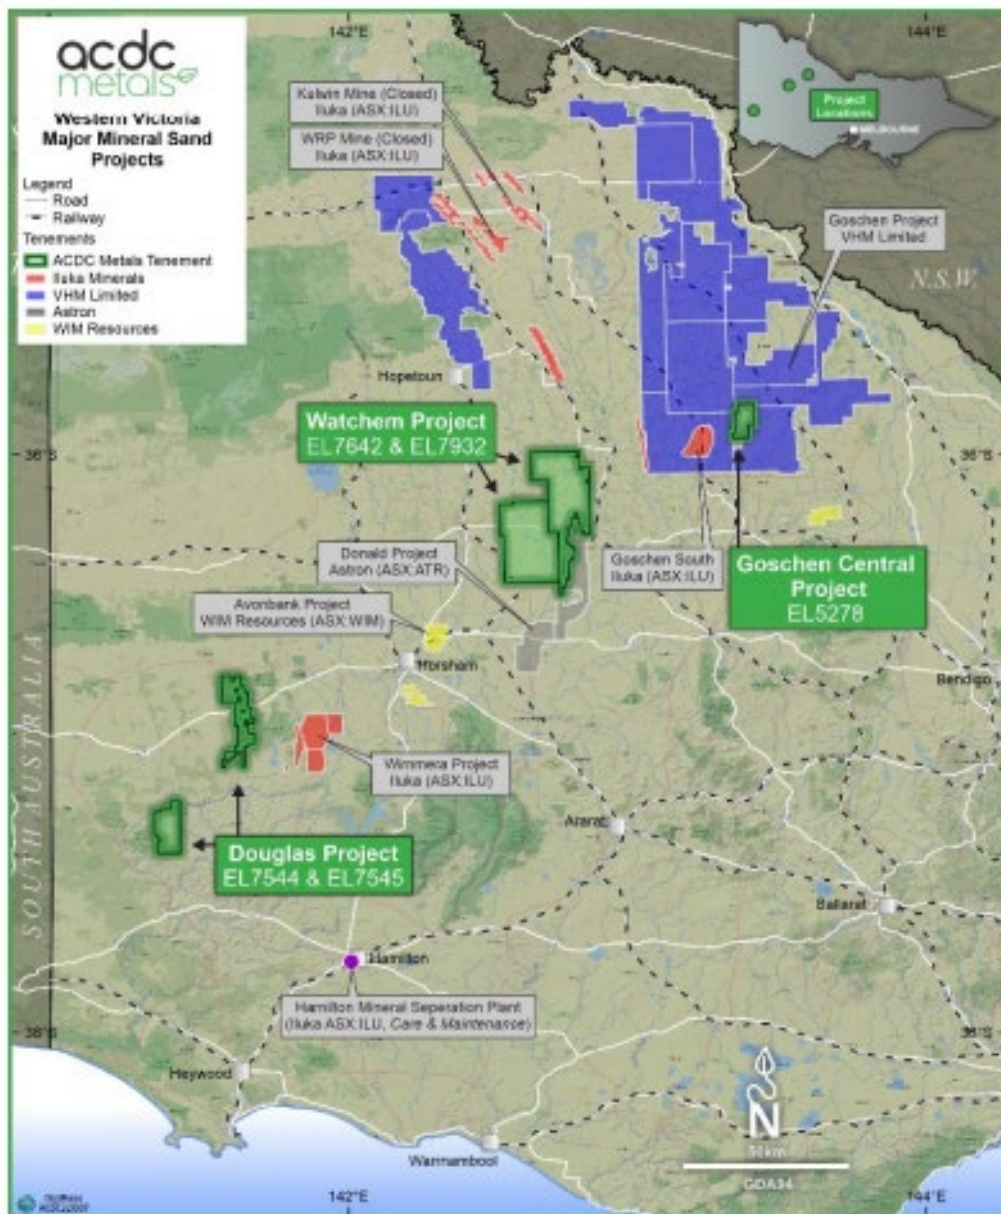 acdc
metals
Western Victoria
Major Mineral Sand
Projects
Legend
Road
Railway
Tenements
ACDC Metals Tenement
Iluka Minerals
VHM Limited
Astron
WIM Resources
142°E
144°E
Kulwin Mine (Closed)
Iluka (ASX:ILU)
WRP Mine (Closed)
Iluka (ASX:ILU)
Project
Locations
MELBOURNE
Goschen Project
VHM Limited
N.S.W.
Hopetoun
Watchem Project
EL7642 & EL7932
36°S
36°S
Donald Project
Astron (ASX:ATR)
Goschen South
Iluka (ASX:ILU)
Goschen Central
Project
EL5278
Avonbank Project
WIM Resources (ASX:WIM)
Horsham
Bendigo
SOUTH AUSTRALIA
Wimmera Project
Iluka (ASX:ILU)
Ararat
Douglas Project
EL7544 & EL7545
Ballarat
Hamilton
Hamilton Mineral Seperation Plant
(Iluka ASX:ILU, Care & Maintenance)
38°S
38°S
Heywood
Warrnambool
N
50km
GDA94
142°E
144°E